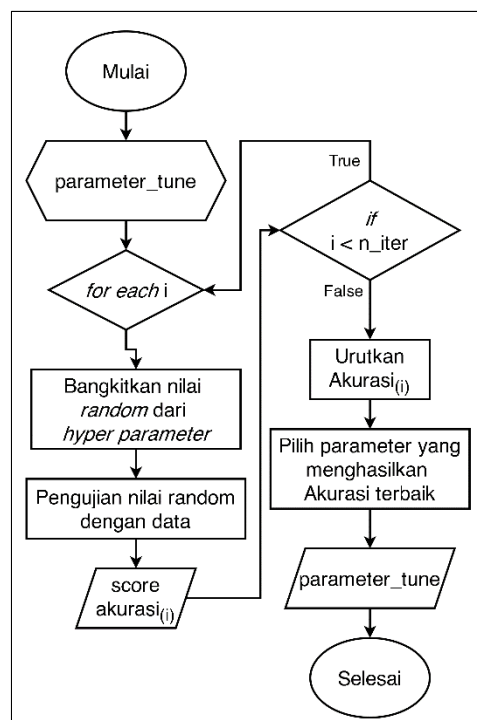 Mulai
parameter_tune
for each i
Bangkitkan nilai
random dari
hyper parameter
Pengujian nilai random
dengan data
score
akurasi(i)
True
if
i < n_iter
False
Urutkan
Akurasi(i)
Pilih parameter yang
menghasilkan
Akurasi terbaik
parameter_tune
Selesai